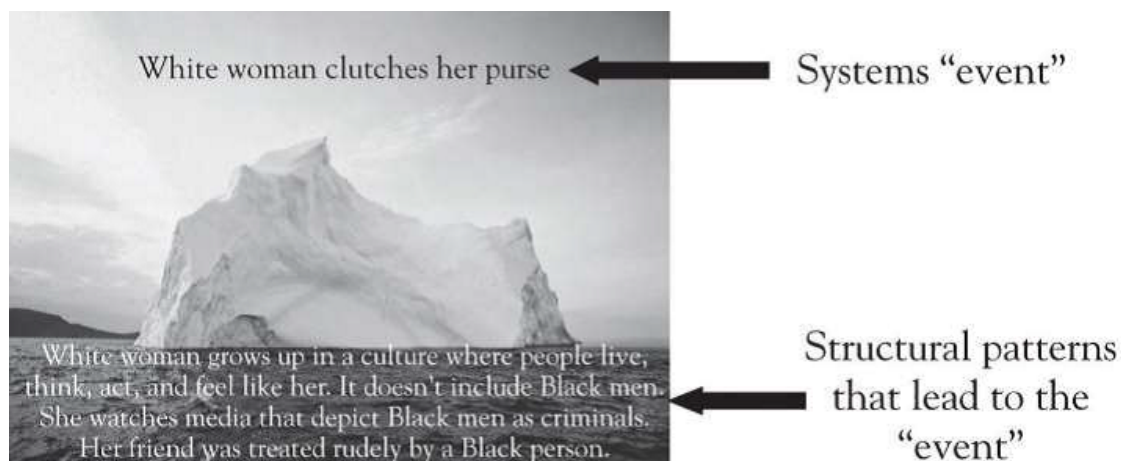 White woman clutches her purse
Systems “event”
White woman grows up in a culture where people live,
think, act, and feel like her. It doesn't include Black men.
She watches media that depict Black men as criminals.
Her friend was treated rudely by a Black person.
Structural patterns
that lead to the
“event”